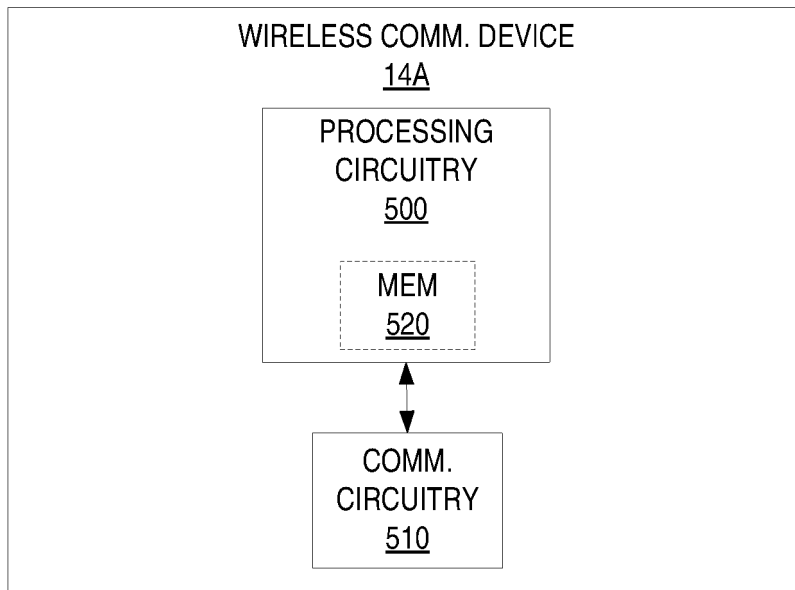 WIRELESS COMM. DEVICE
14A
PROCESSING
CIRCUITRY
500
MEM
520
COMM.
CIRCUITRY
510